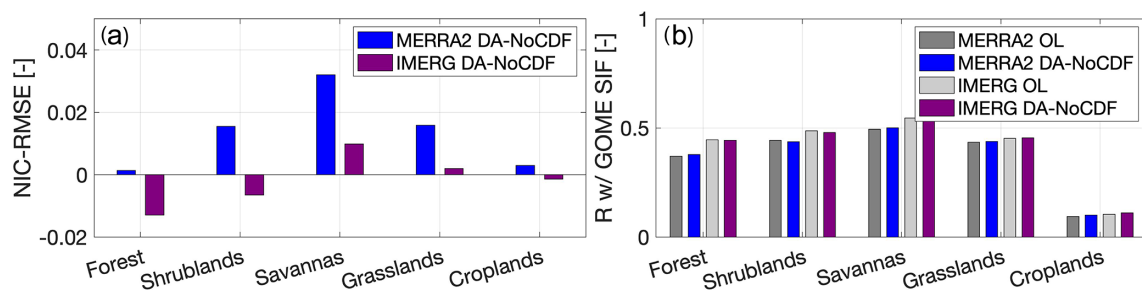 (a)
MERRA2 DA-NoCDF
IMERG DA-NoCDF
NIC-RMSE [-]
0.04
0.02
0
-0.02
Forest
Shrublands
Savannas
Grasslands
Croplands
(b)
MERRA2 OL
MERRA2 DA-NoCDF
IMERG OL
IMERG DA-NoCDF
R w/ GOME SIF [-]
1
0.5
0
Forest
Shrublands
Savannas
Grasslands
Croplands